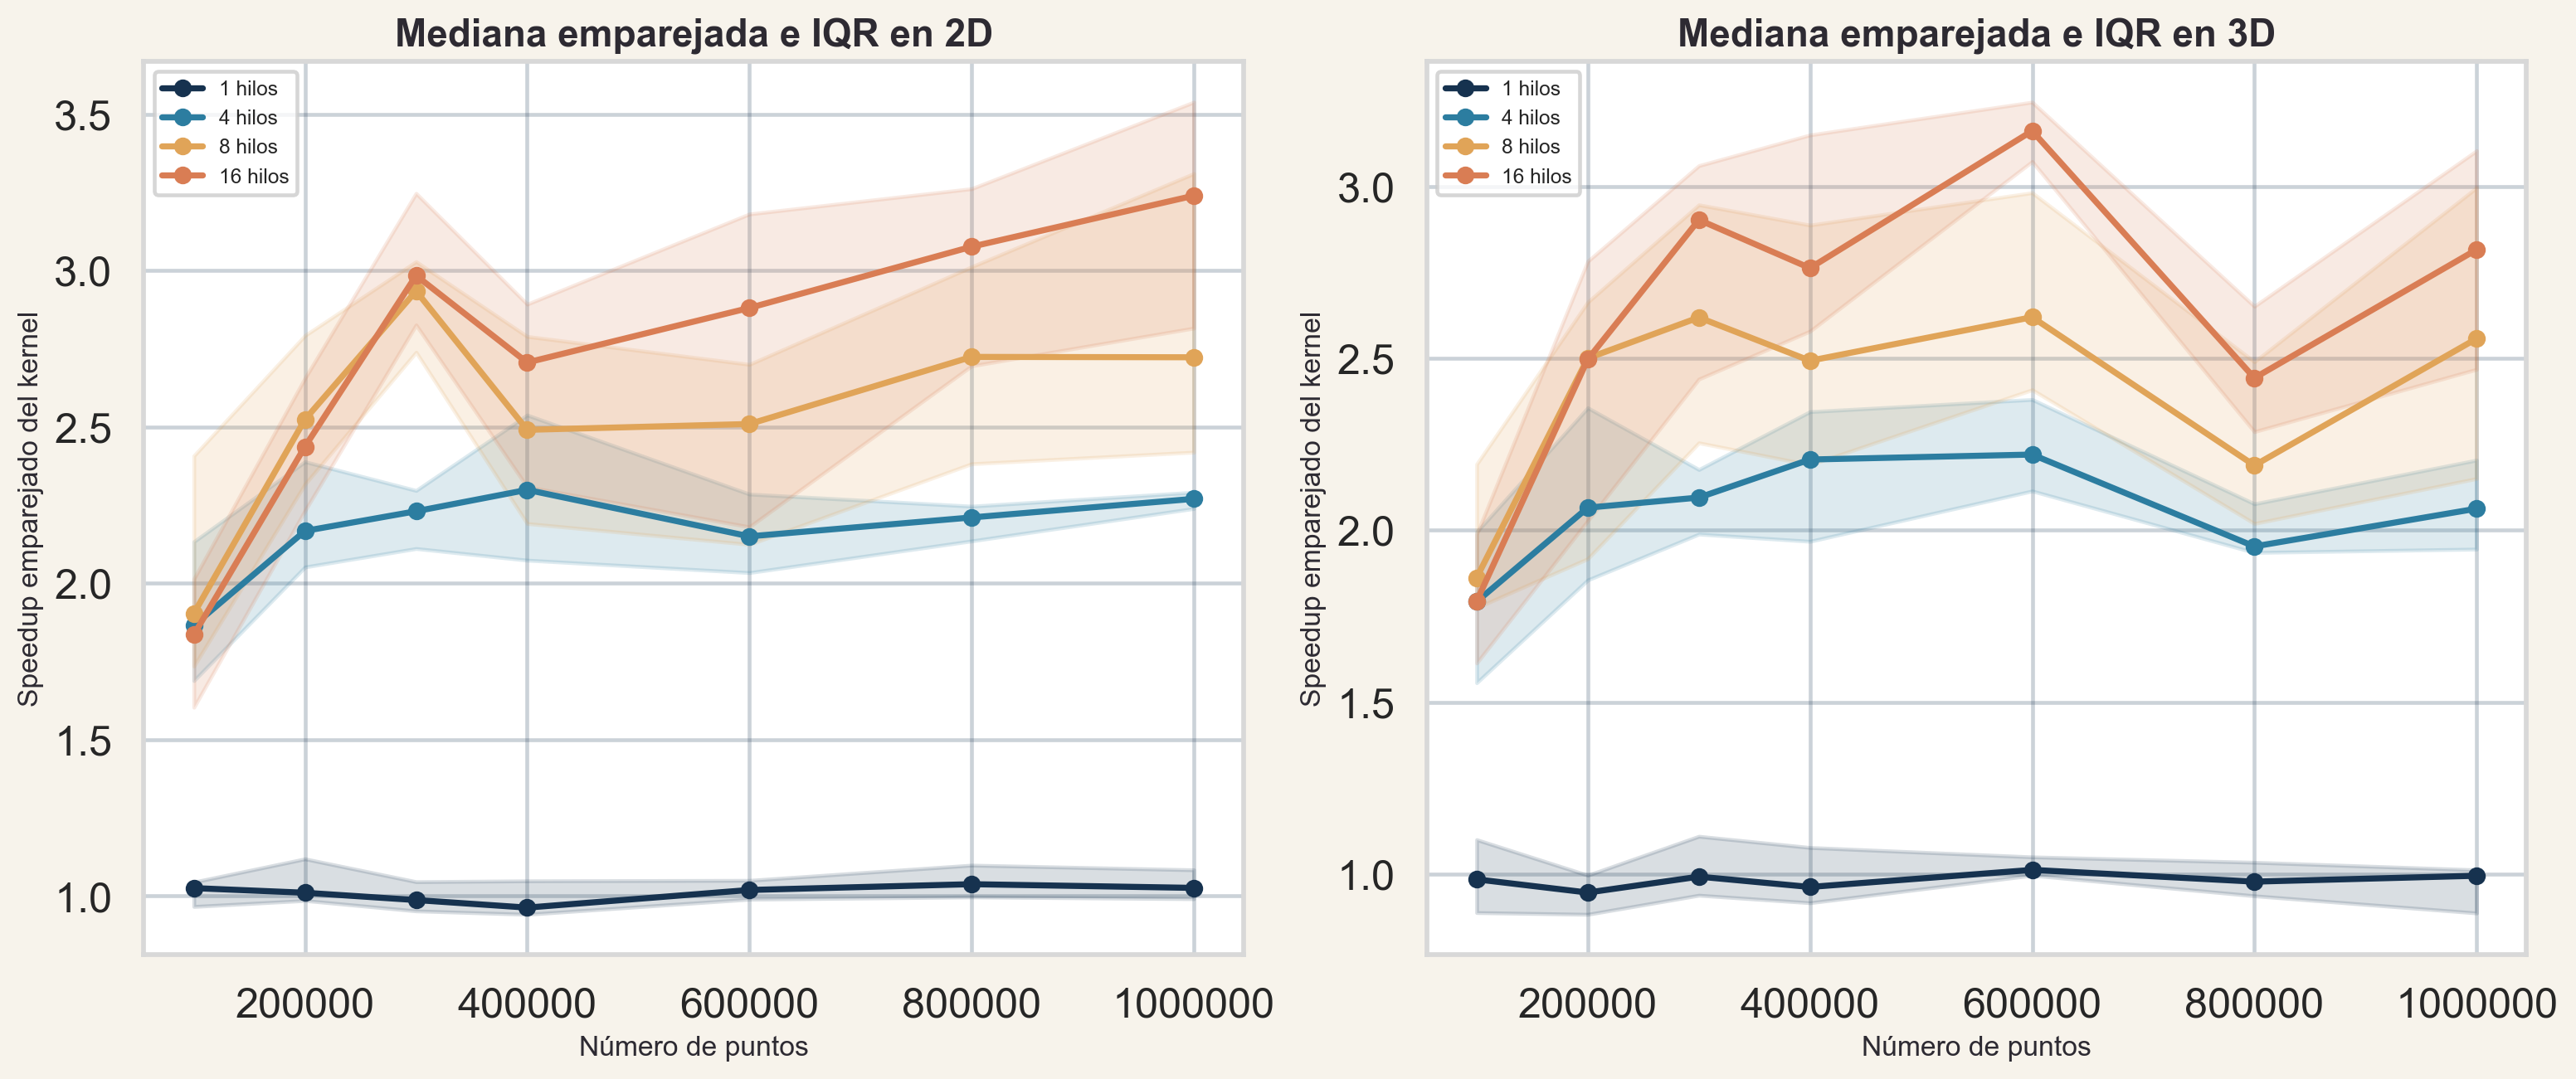 Mediana emparejada e IQR en 2D
1 hilos
4 hilos
8 hilos
16 hilos
3.5
3.0
2.5
2.0
1.5
1.0
Speedup emparejado del kernel
200000 400000 600000 800000 1000000
Número de puntos
Mediana emparejada e IQR en 3D
1 hilos
4 hilos
8 hilos
16 hilos
3.0
2.5
2.0
1.5
1.0
Speedup emparejado del kernel
200000 400000 600000 800000 1000000
Número de puntos